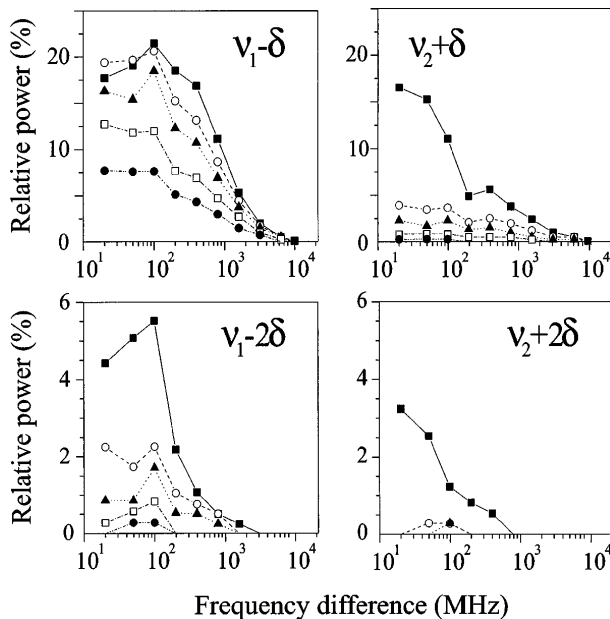 Relative power (%)
20
10
0
ν₁-δ
10¹ 10² 10³ 10⁴
20
10
0
ν₂+δ
10¹ 10² 10³ 10⁴
Relative power (%)
6
4
2
0
ν₁-2δ
10¹ 10² 10³ 10⁴
6
4
2
0
ν₂+2δ
10¹ 10² 10³ 10⁴
Frequency difference (MHz)